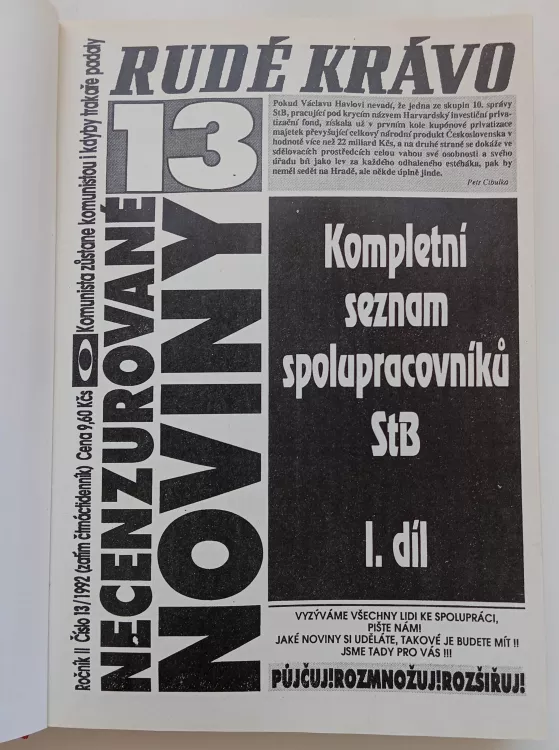 RUDÉ KRÁVO
13
Pokud Václavu Havlovi nevadí, že jedna ze skupin 10. správy
StB, pracující pod krycím názvem Harvardský investiční priva-
tizační fond, získala už v prvním kole kupónové privatizace
majetek převyšující celkový národní produkt Československa v
hodnotě více než 22 miliard Kčs, a na druhé straně se dokáže ve
sdělovacích prostředcích celou vahou své osobnosti a svého
úřadu bít jako lev za každého odhaleného estébáka, pak by
neměl sedět na Hradě, ale někde úplně jinde.
Petr Cibulka
Ročník II Číslo 13/1992 (zatím čtrnáctidenník) Cena 9,60 Kčs
Komunista zůstane komunistou i kdyby trakaře padaly
NECENZUROVANÉ
NOVINY
Kompletní
seznam
spolupracovníků
StB
I. díl
VYZÝVÁME VŠECHNY LIDI KE SPOLUPRÁCI,
PIŠTE NÁM!
JAKÉ NOVINY SI UDĚLÁTE, TAKOVÉ JE BUDETE MÍT !!
JSME TADY PRO VÁS !!!
PŮJČUJ!ROZMNOŽUJ!ROZŠIŘUJ!